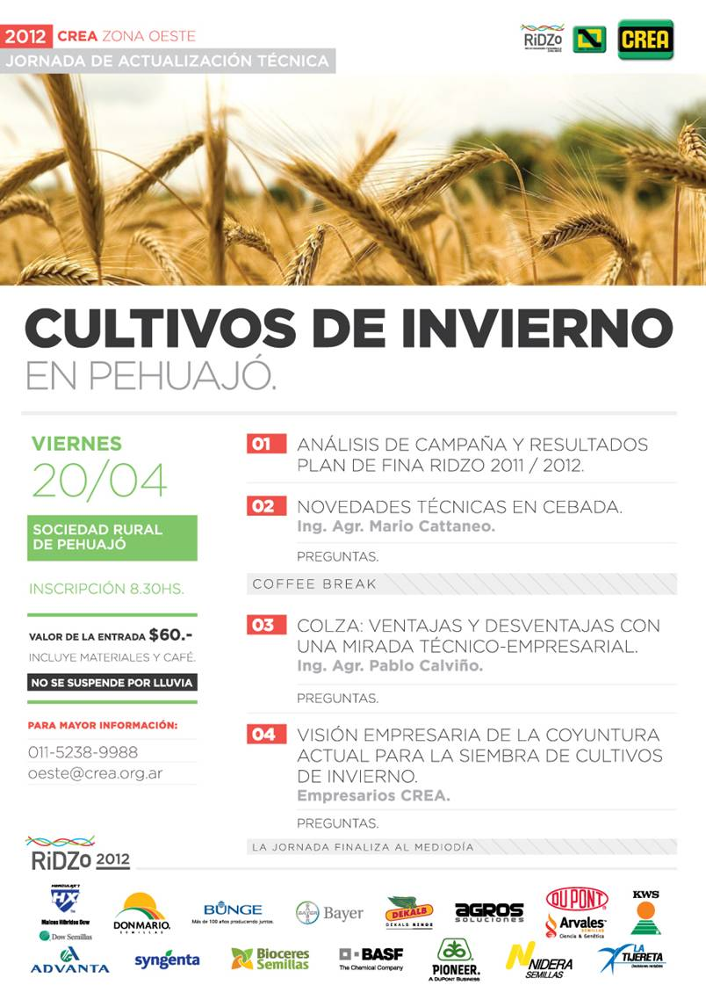 2012 CREA ZONA OESTE
JORNADA DE ACTUALIZACIÓN TÉCNICA
RiDZo
CREA
CULTIVOS DE INVIERNO
EN PEHUAJÓ.
VIERNES
20/04
SOCIEDAD RURAL
DE PEHUAJÓ
INSCRIPCIÓN 8.30HS.
VALOR DE LA ENTRADA $60.-
INCLUYE MATERIALES Y CAFÉ.
NO SE SUSPENDE POR LLUVIA
PARA MAYOR INFORMACIÓN:
011-5238-9988
oeste@crea.org.ar
01 ANÁLISIS DE CAMPAÑA Y RESULTADOS
PLAN DE FINA RIDZO 2011 / 2012.
02 NOVEDADES TÉCNICAS EN CEBADA.
Ing. Agr. Mario Cattaneo.
PREGUNTAS.
COFFEE BREAK
03 COLZA: VENTAJAS Y DESVENTAJAS CON
UNA MIRADA TÉCNICO-EMPRESARIAL.
Ing. Agr. Pablo Calviño.
PREGUNTAS.
04 VISIÓN EMPRESARIA DE LA COYUNTURA
ACTUAL PARA LA SIEMBRA DE CULTIVOS
DE INVIERNO.
Empresarios CREA.
PREGUNTAS.
LA JORNADA FINALIZA AL MEDIODÍA
RiDZo 2012
HERCULEX I
HX
Maíces Híbridos Dow
Dow Semillas
DONMARIO.
SEMILLAS
BUNGE
Más de 100 años produciendo juntos.
BAYER
Bayer
DEKALB
DEKALB RINDE
AGROS
SOLUCIONES
DU PONT
Arvales
SEMILLAS
Ciencia & Genética
KWS
ADVANTA
syngenta
Bioceres
Semillas
BASF
The Chemical Company
PIONEER.
A DUPONT BUSINESS
NIDERA
SEMILLAS
LA
TIJERETA